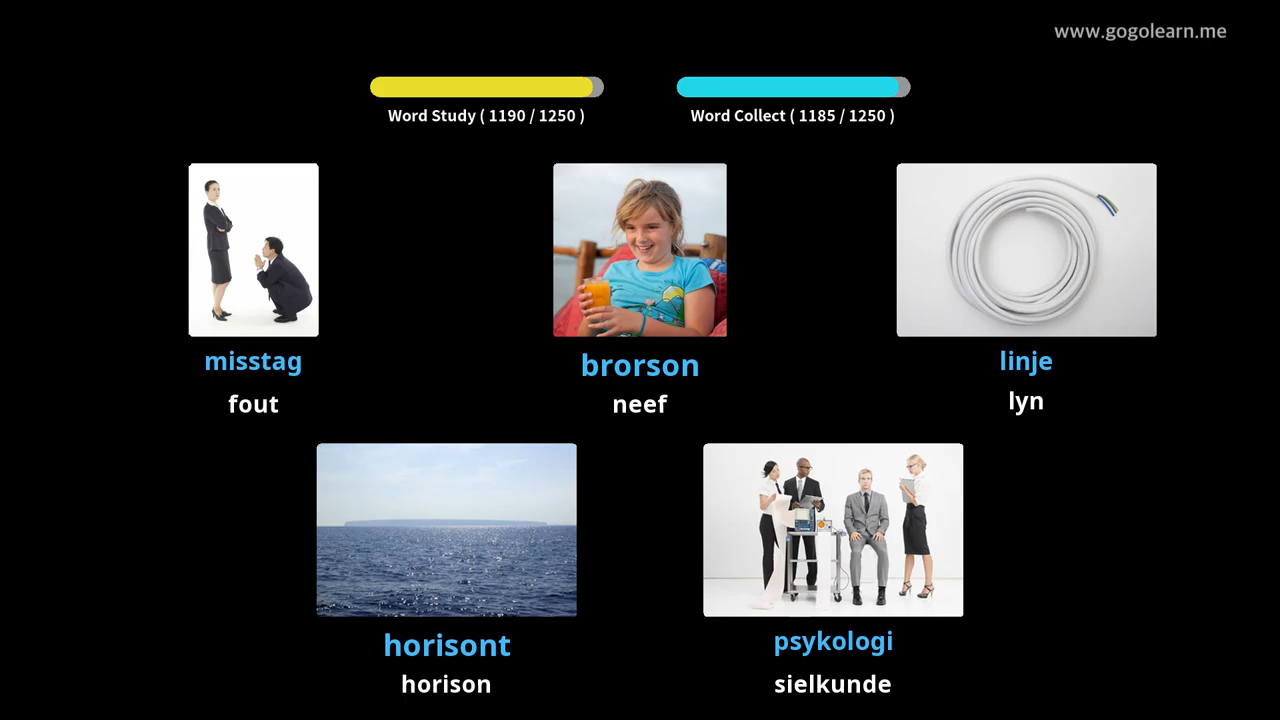 www.gogolearn.me
Word Study ( 1190 / 1250 )
Word Collect ( 1185 / 1250 )
misstag
fout
brorson
neef
linje
lyn
horisont
horison
psykologi
sielkunde